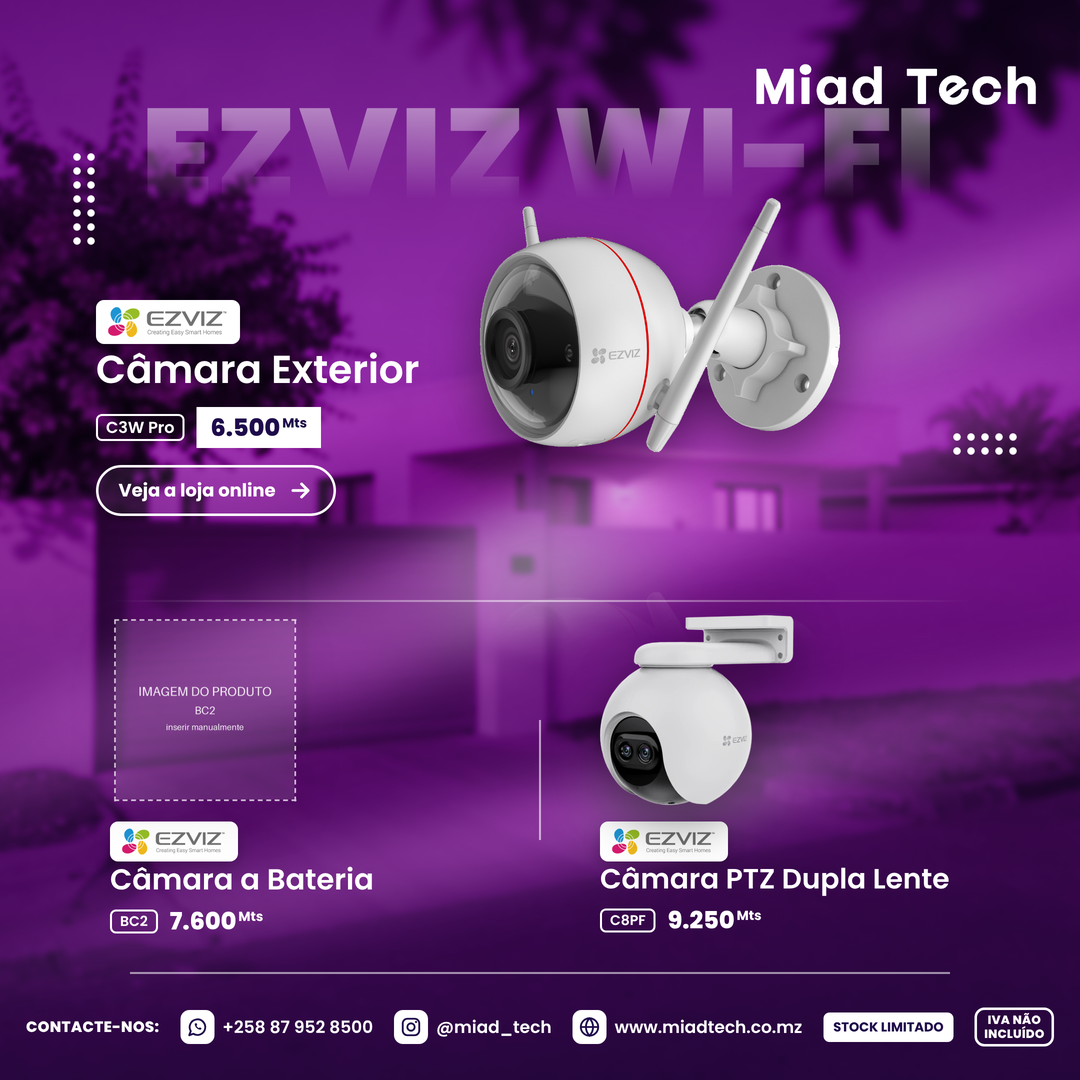 Miad Tech
EZVIZ WI-FI
EZVIZ
EZVIZ
Creating Easy Smart Homes
Câmara Exterior
C3W Pro 6.500 Mts
Veja a loja online →
IMAGEM DO PRODUTO
BC2
inserir manualmente
EZVIZ
EZVIZ
Creating Easy Smart Homes
Câmara a Bateria
BC2 7.600 Mts
EZVIZ
Creating Easy Smart Homes
Câmara PTZ Dupla Lente
C8PF 9.250 Mts
CONTACTE-NOS: +258 87 952 8500 @miad_tech www.miadtech.co.mz STOCK LIMITADO IVA NÃO
INCLUÍDO